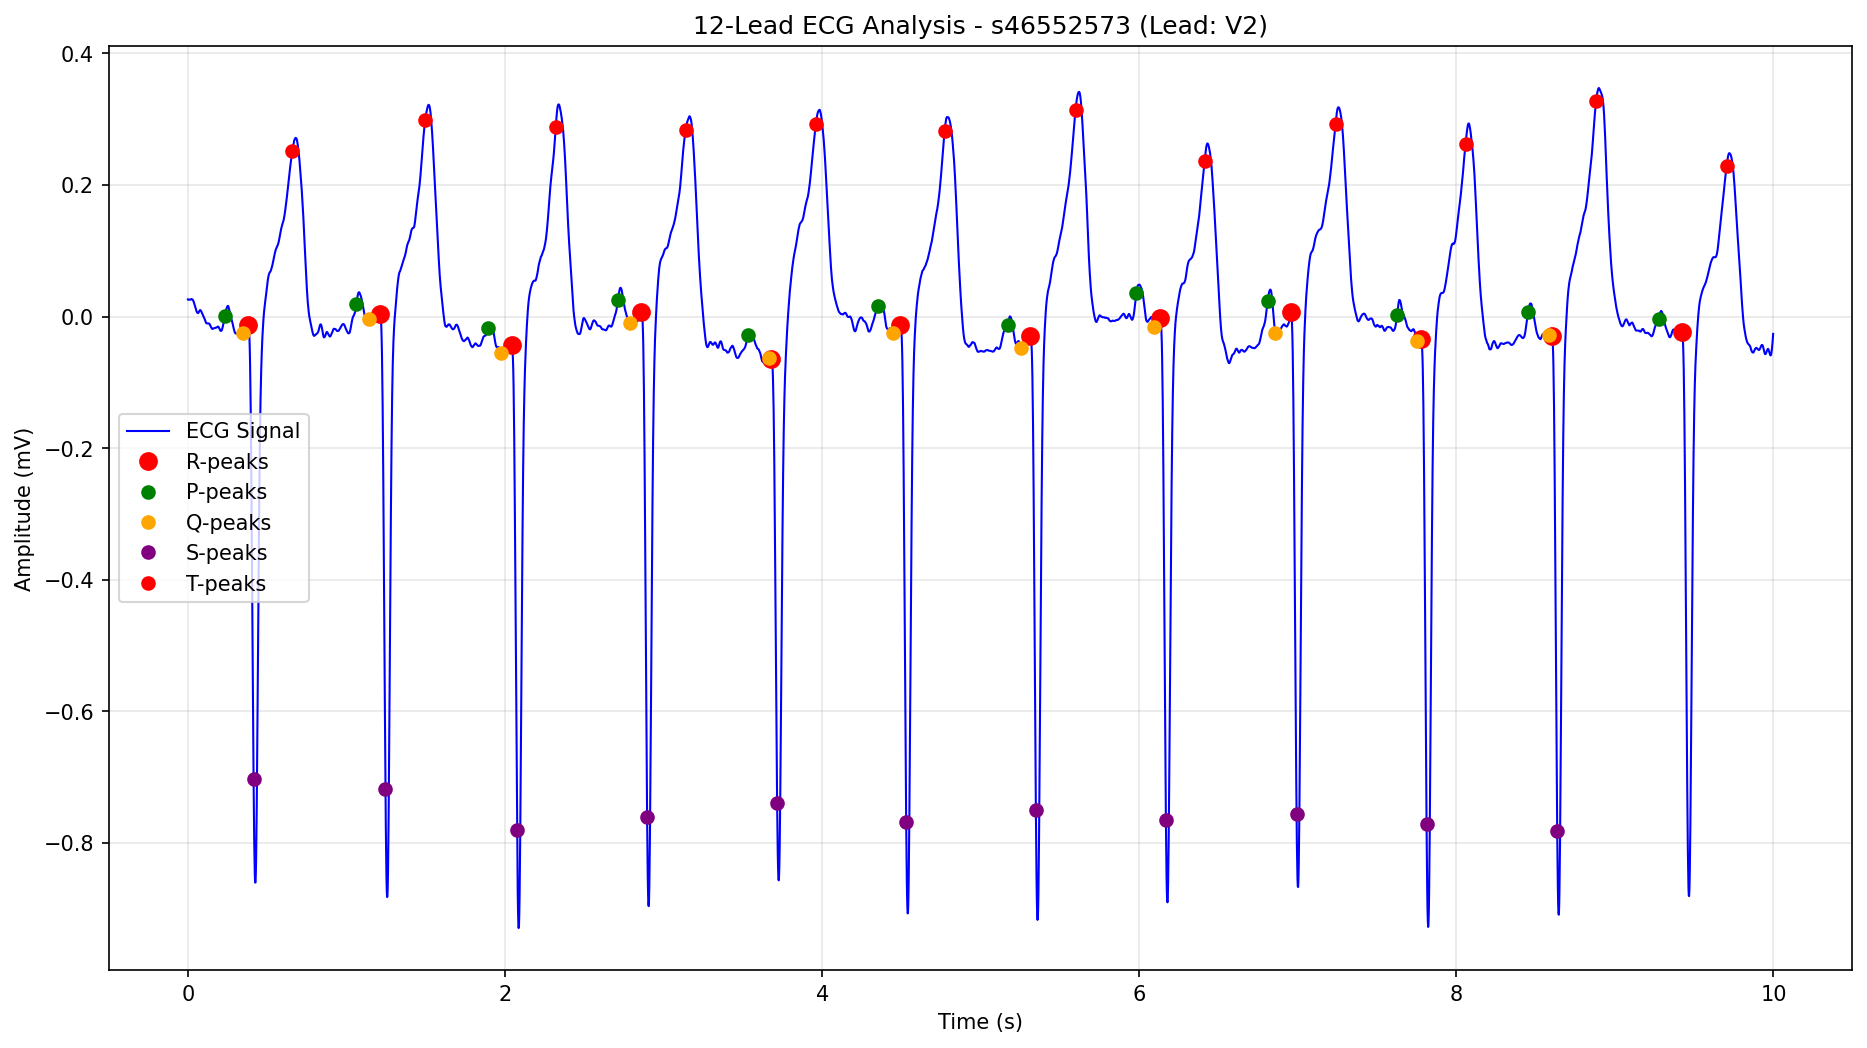 12-Lead ECG Analysis - s46552573 (Lead: V2)
Amplitude (mV)
0.4
0.2
0.0
−0.2
−0.4
−0.6
−0.8
ECG Signal
R-peaks
P-peaks
Q-peaks
S-peaks
T-peaks
0 2 4 6 8 10
Time (s)